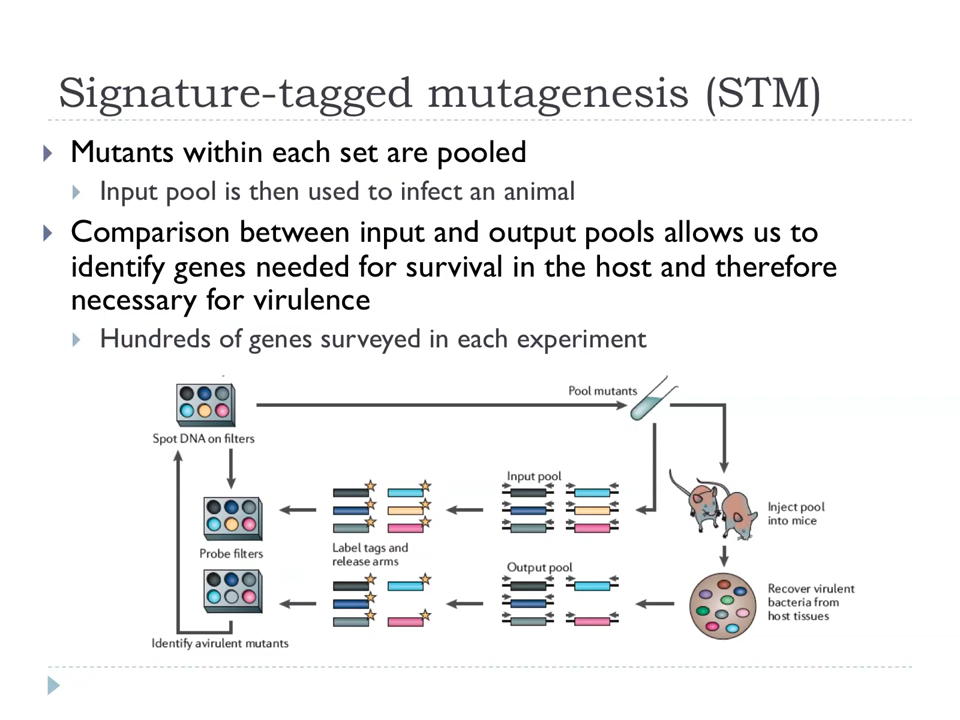 Signature-tagged mutagenesis (STM)
Mutants within each set are pooled
Input pool is then used to infect an animal
Comparison between input and output pools allows us to
identify genes needed for survival in the host and therefore
necessary for virulence
Hundreds of genes surveyed in each experiment
Pool mutants
Spot DNA on filters
Input pool
Inject pool
into mice
Label tags and
release arms
Probe filters
Output pool
Recover virulent
bacteria from
host tissues
Identify avirulent mutants